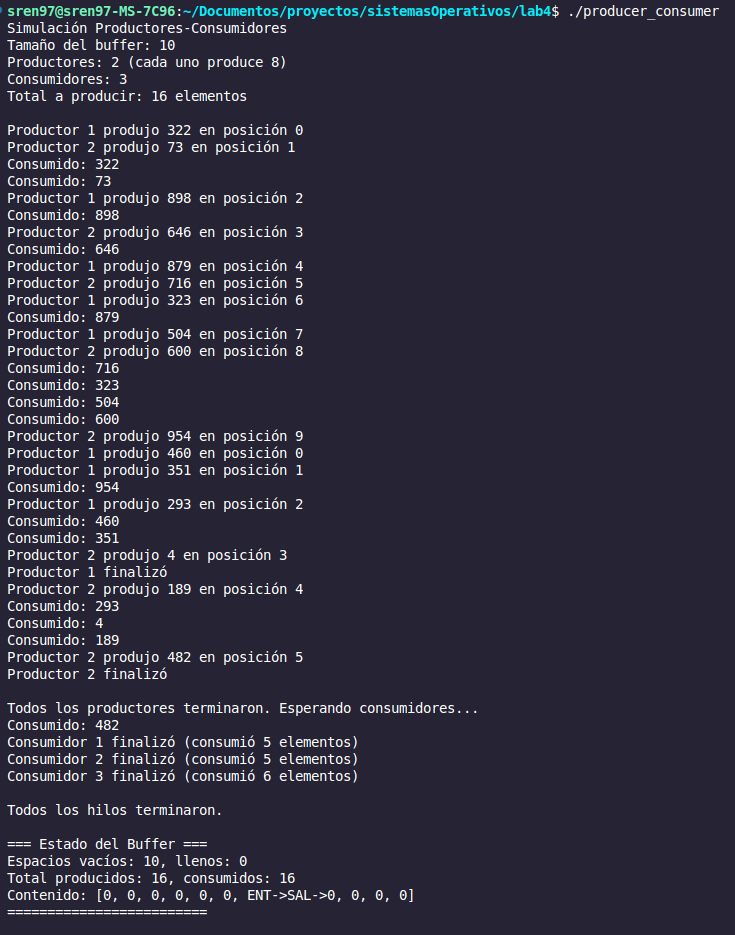 sren97@sren97-MS-7C96:~/Documentos/proyectos/sistemasOperativos/lab4$ ./producer_consumer
Simulación Productores-Consumidores
Tamaño del buffer: 10
Productores: 2 (cada uno produce 8)
Consumidores: 3
Total a producir: 16 elementos

Productor 1 produjo 322 en posición 0
Productor 2 produjo 73 en posición 1
Consumido: 322
Consumido: 73
Productor 1 produjo 898 en posición 2
Consumido: 898
Productor 2 produjo 646 en posición 3
Consumido: 646
Productor 1 produjo 879 en posición 4
Productor 2 produjo 716 en posición 5
Productor 1 produjo 323 en posición 6
Consumido: 879
Productor 1 produjo 504 en posición 7
Productor 2 produjo 600 en posición 8
Consumido: 716
Consumido: 323
Consumido: 504
Consumido: 600
Productor 2 produjo 954 en posición 9
Productor 1 produjo 460 en posición 0
Productor 1 produjo 351 en posición 1
Consumido: 954
Productor 1 produjo 293 en posición 2
Consumido: 460
Consumido: 351
Productor 2 produjo 4 en posición 3
Productor 1 finalizó
Productor 2 produjo 189 en posición 4
Consumido: 293
Consumido: 4
Consumido: 189
Productor 2 produjo 482 en posición 5
Productor 2 finalizó

Todos los productores terminaron. Esperando consumidores...
Consumido: 482
Consumidor 1 finalizó (consumió 5 elementos)
Consumidor 2 finalizó (consumió 5 elementos)
Consumidor 3 finalizó (consumió 6 elementos)

Todos los hilos terminaron.

=== Estado del Buffer ===
Espacios vacíos: 10, llenos: 0
Total producidos: 16, consumidos: 16
Contenido: [0, 0, 0, 0, 0, 0, ENT->SAL->0, 0, 0, 0]
=========================